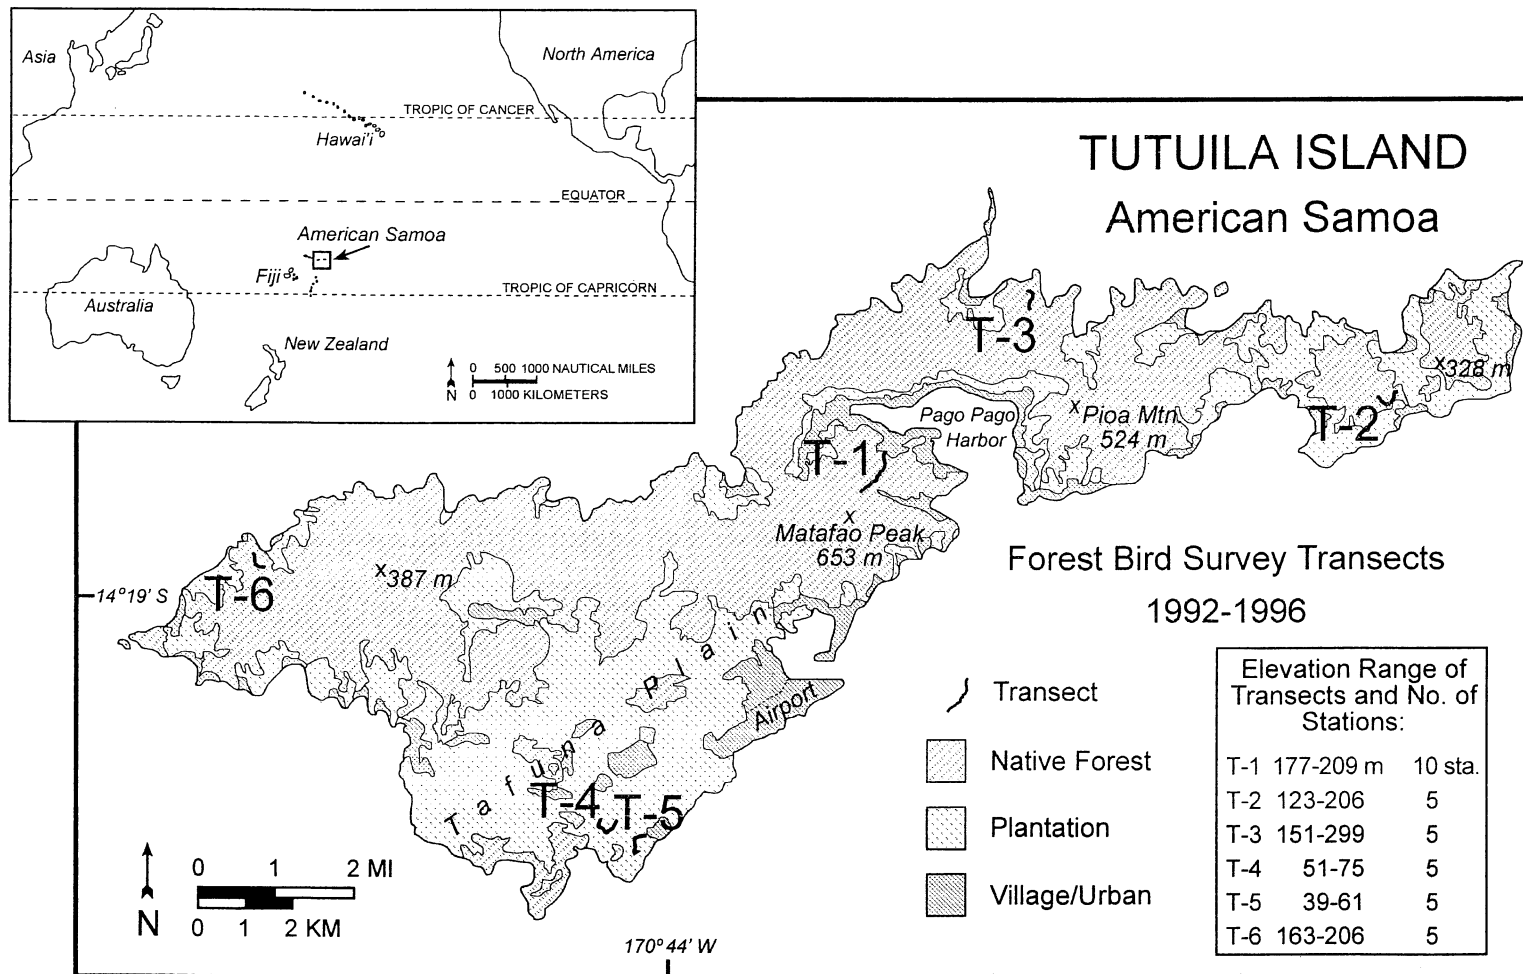 Asia
North America
TROPIC OF CANCER
Hawai'i
EQUATOR
American Samoa
Fiji
TROPIC OF CAPRICORN
Australia
New Zealand
0 500 1000 NAUTICAL MILES
0 1000 KILOMETERS
N
TUTUILA ISLAND
American Samoa
T-3
x328 m
T-2
Pago Pago
Harbor
x Pioa Mtn
524 m
T-1
x
Matafao Peak
653 m
x387 m
T-6
14°19' S
Tafuna Plain
Airport
T-4
T-5
Forest Bird Survey Transects
1992-1996
Transect
Native Forest
Plantation
Village/Urban
Elevation Range of
Transects and No. of
Stations:
T-1 177-209 m 10 sta.
T-2 123-206 5
T-3 151-299 5
T-4 51-75 5
T-5 39-61 5
T-6 163-206 5
0 1 2 MI
0 1 2 KM
N
170°44' W